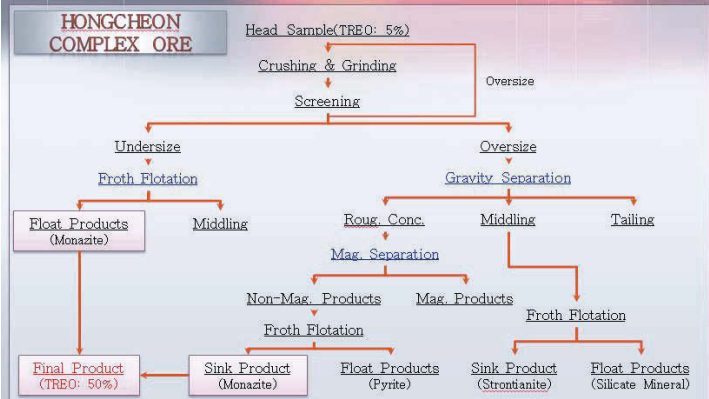 HONGCHEON
COMPLEX ORE
Head Sample(TREO: 5%)
Crushing & Grinding
Oversize
Screening
Undersize
Oversize
Froth Flotation
Gravity Separation
Float Products
(Monazite)
Middling
Roug. Conc.
Middling
Tailing
Mag. Separation
Non-Mag. Products
Mag. Products
Froth Flotation
Froth Flotation
Final Product
(TREO: 50%)
Sink Product
(Monazite)
Float Products
(Pyrite)
Sink Product
(Strontianite)
Float Products
(Silicate Mineral)